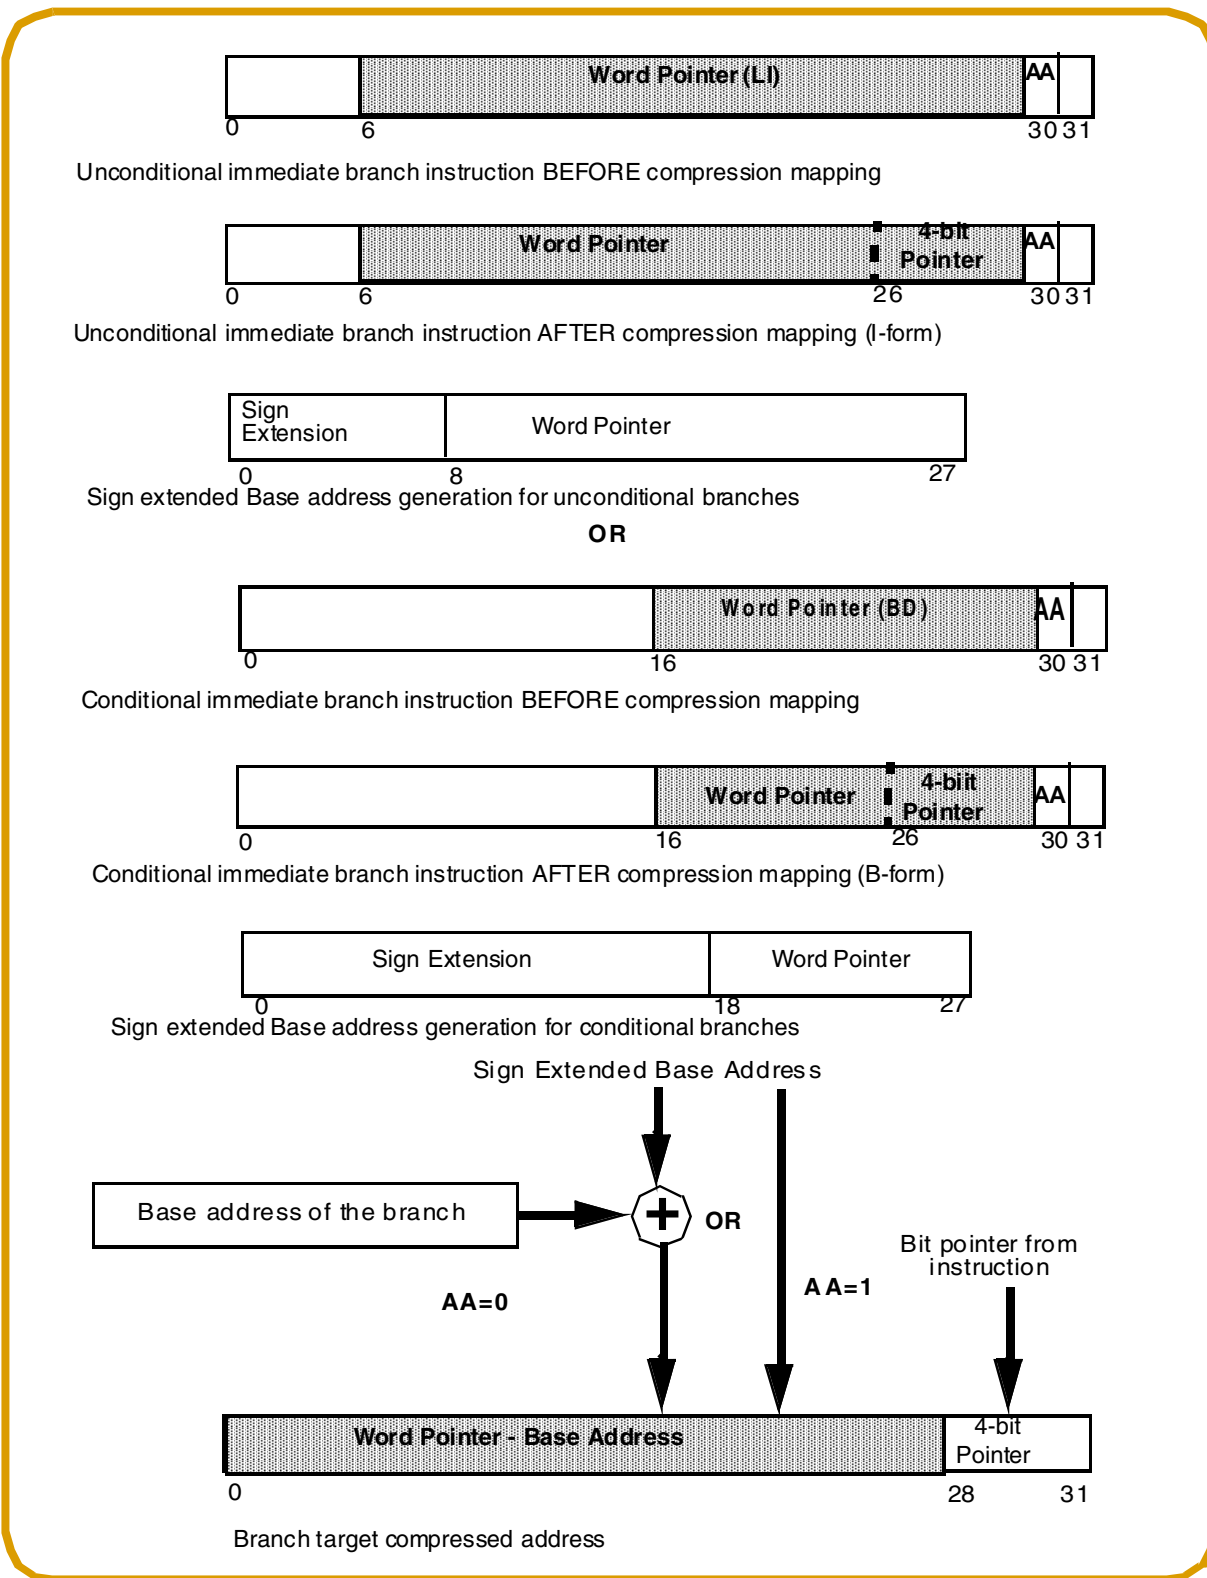 Word Pointer (LI) AA
0 6 30 31
Unconditional immediate branch instruction BEFORE compression mapping
Word Pointer 4-bit Pointer AA
0 6 26 30 31
Unconditional immediate branch instruction AFTER compression mapping (I-form)
Sign
Extension
Word Pointer
0 8 27
Sign extended Base address generation for unconditional branches
OR
Word Pointer (BD) AA
0 16 30 31
Conditional immediate branch instruction BEFORE compression mapping
Word Pointer 4-biit Pointer AA
0 16 26 30 31
Conditional immediate branch instruction AFTER compression mapping (B-form)
Sign Extension Word Pointer
0 18 27
Sign extended Base address generation for conditional branches
Sign Extended Base Address
Base address of the branch
+ OR
Bit pointer from
instruction
AA=0 AA=1
Word Pointer - Base Address
4-bit
Pointer
0 28 31
Branch target compressed address